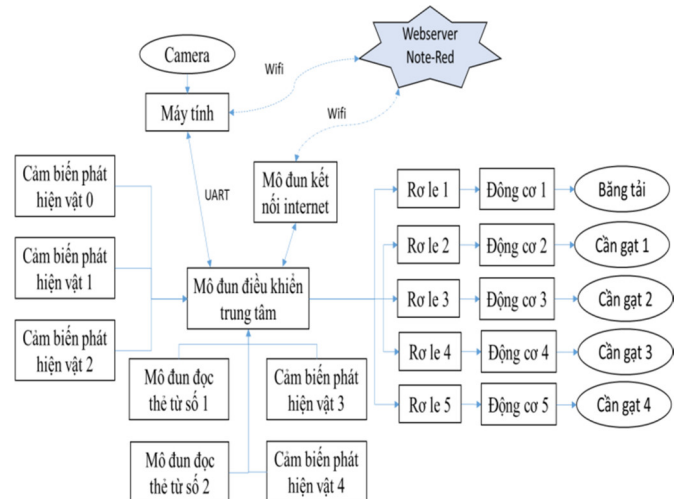 Webserver
Note-Red
Camera
Wifi
Máy tính
Wifi
Cảm biến phát
hiện vật 0
UART
Mô đun kết
nối internet
Rơ le 1
Động cơ 1
Băng tải
Rơ le 2
Động cơ 2
Cần gạt 1
Cảm biến phát
hiện vật 1
Mô đun điều khiển
trung tâm
Rơ le 3
Động cơ 3
Cần gạt 2
Cảm biến phát
hiện vật 2
Rơ le 4
Động cơ 4
Cần gạt 3
Mô đun đọc
thẻ từ số 1
Cảm biến phát
hiện vật 3
Rơ le 5
Động cơ 5
Cần gạt 4
Mô đun đọc
thẻ từ số 2
Cảm biến phát
hiện vật 4